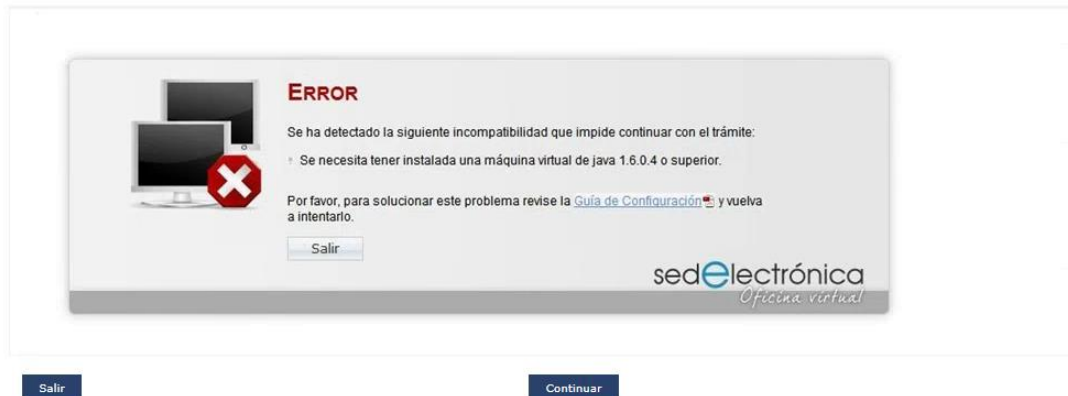 ERROR
Se ha detectado la siguiente incompatibilidad que impide continuar con el trámite:
Se necesita tener instalada una máquina virtual de java 1.6.0.4 o superior.
Por favor, para solucionar este problema revise la Guía de Configuración y vuelva
a intentarlo.
Salir
sedelectrónica
Oficina virtual
Salir
Continuar